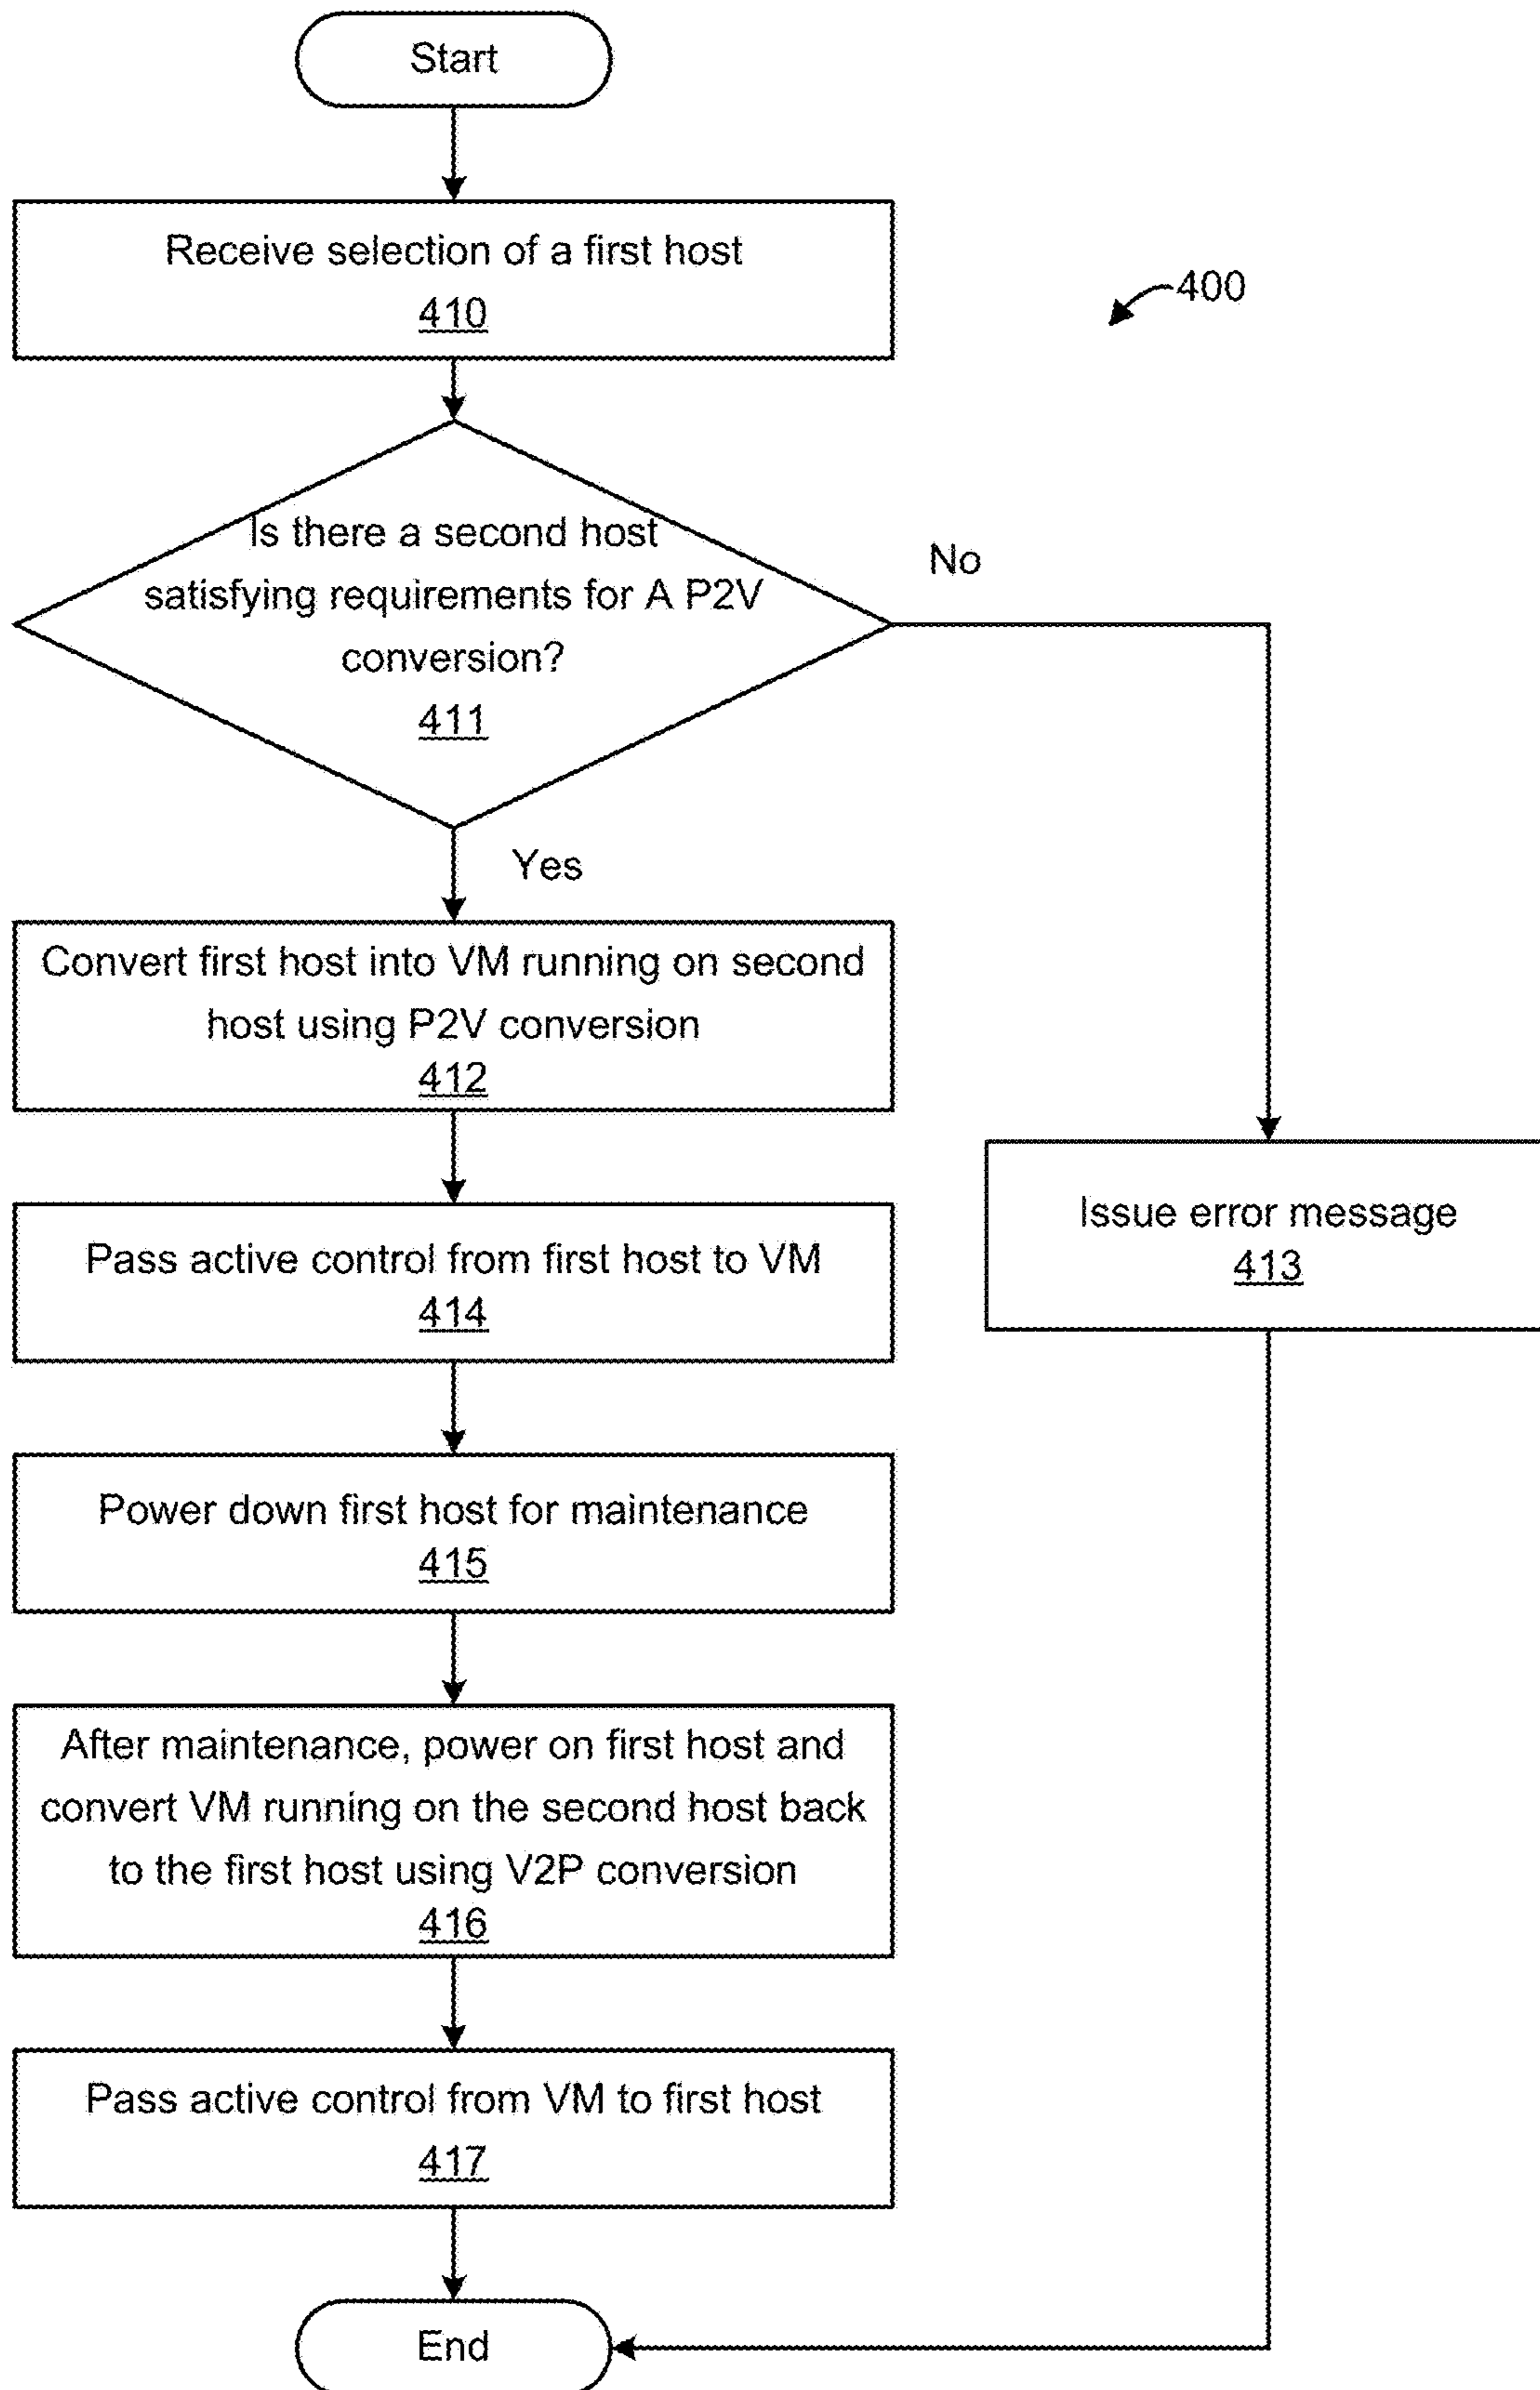 Start
Receive selection of a first host
410
400
Is there a second host
satisfying requirements for A P2V
conversion?
411
No
Yes
Convert first host into VM running on second
host using P2V conversion
412
Pass active control from first host to VM
414
Issue error message
413
Power down first host for maintenance
415
After maintenance, power on first host and
convert VM running on the second host back
to the first host using V2P conversion
416
Pass active control from VM to first host
417
End